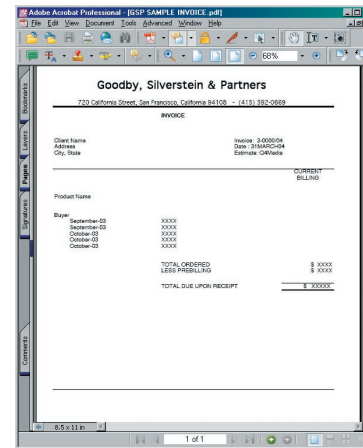 Adobe Acrobat Professional - [GSP SAMPLE INVOICE.pdf]
File Edit View Document Tools Advanced Window Help
68%
Bookmarks
Layers
Pages
Signatures
Comments
Goodby, Silverstein & Partners
720 California Street, San Francisco, California 94108 - (415) 392-0669
INVOICE
Client Name Invoice: 3-0000/04
Address Date : 31MARCH04
City, State Estimate: O4Media
CURRENT
BILLING
Product Name
Buyer
September-03 XXXX
September-03 XXXX
October-03 XXXX
October-03 XXXX
October-03 XXXX
TOTAL ORDERED $ XXXX
LESS PREBILLING $ XXXX
TOTAL DUE UPON RECEIPT $ XXXXX
8.5 x 11 in
1 of 1